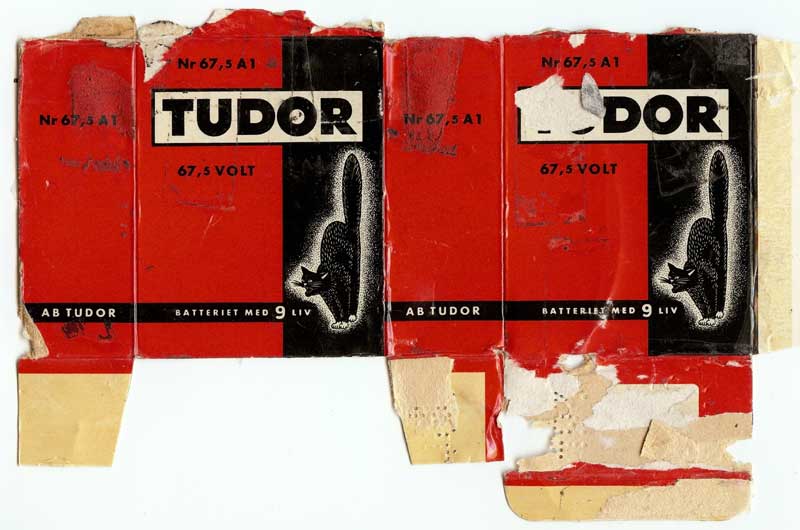 Nr 67,5 A1
AB TUDOR
Nr 67,5 A1
TUDOR
67,5 VOLT
BATTERIET MED 9 LIV
Nr 67,5 A1
AB TUDOR
Nr 67,5 A1
DOR
67,5 VOLT
BATTERIET MED 9 LIV